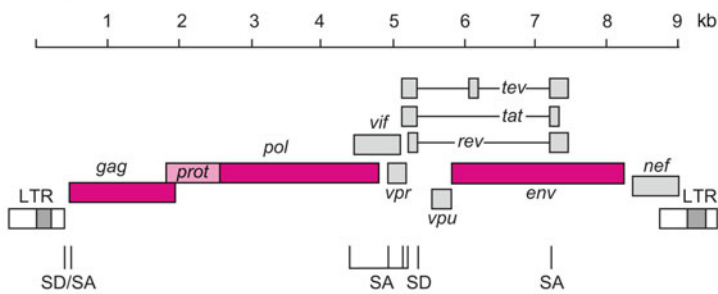 1 2 3 4 5 6 7 8 9 kb
tev
tat
vif
rev
pol
gag
prot
nef
LTR
vpr
env
LTR
vpu
SD/SA SA SD SA